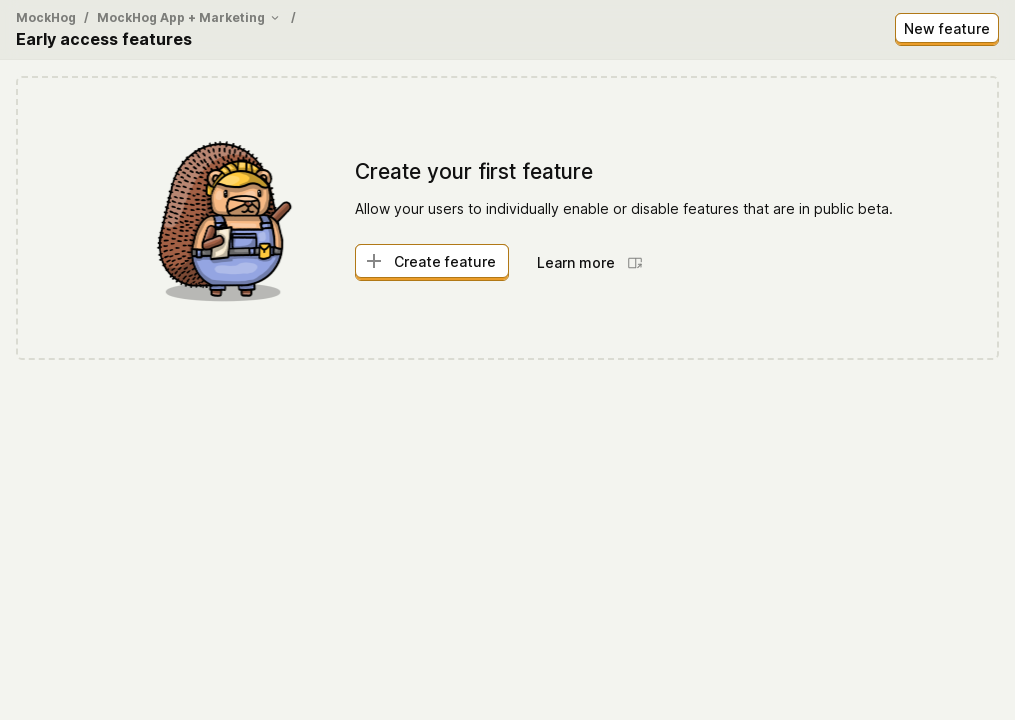 MockHog / MockHog App + Marketing /
Early access features
New feature
Create your first feature
Allow your users to individually enable or disable features that are in public beta.
Create feature
Learn more